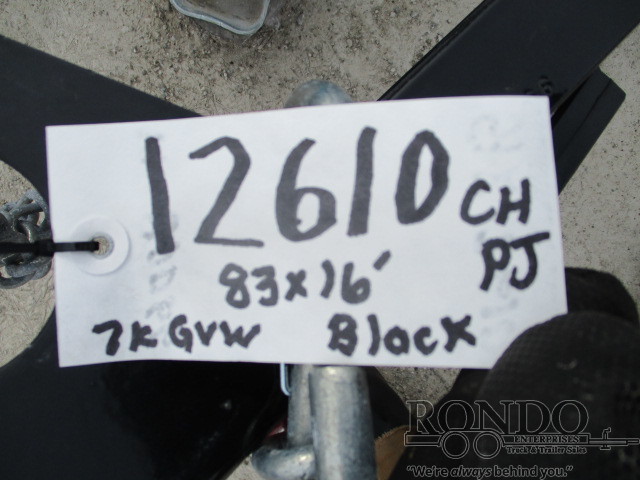 12610 CH
PJ
83x16'
7K GVW Black
RONDO
ENTERPRISES
Truck & Trailer Sales
"We're always behind you."